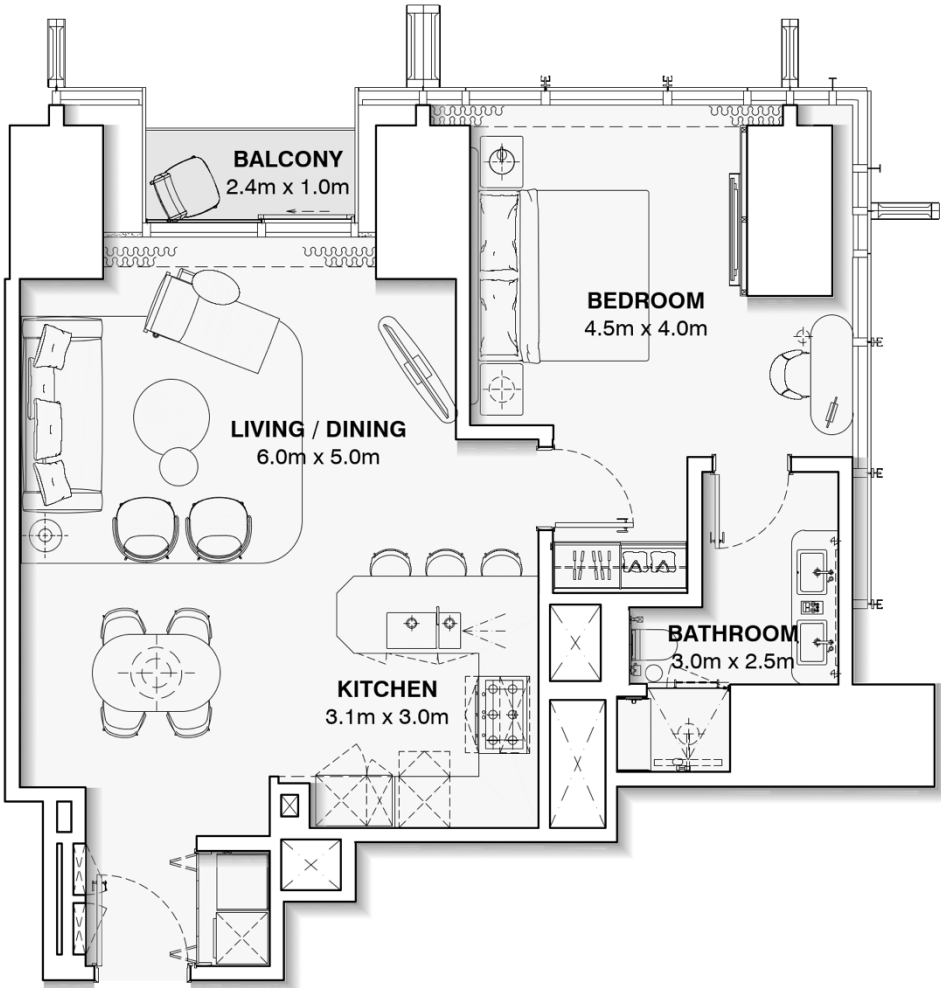 BALCONY
2.4m x 1.0m
BEDROOM
4.5m x 4.0m
LIVING / DINING
6.0m x 5.0m
BATHROOM
3.0m x 2.5m
KITCHEN
3.1m x 3.0m